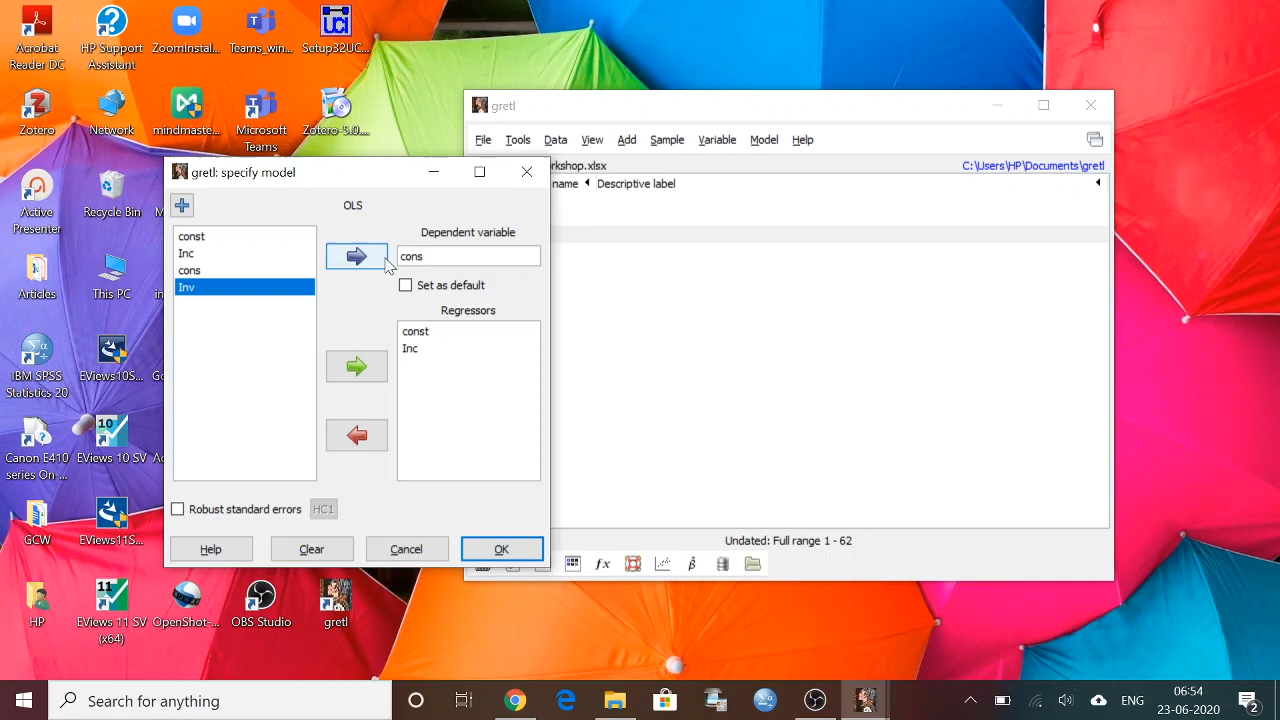 Acrobat
Reader DC
HP Support
Assistant
ZoomInstal...
Teams_win...
Setup32UC...
Zotero
Network
mindmaste...
Microsoft
Teams
Zotero-5.0....
Active
Presenter
Recycle Bin
Articles
This PC
IBM SPSS
Statistics 20
EViews10S...
Canon E410
series On-...
EViews 10 SV
GCW
EViews11S...
HP
EViews 11 SV
(x64)
OpenShot-...
OBS Studio
gretl
gretl
File Tools Data View Add Sample Variable Model Help
rkshop.xlsx
C:\Users\HP\Documents\gretl
name Descriptive label
Undated: Full range 1 - 62
gretl: specify model
OLS
const
Inc
cons
Inv
Dependent variable
cons
Set as default
Regressors
const
Inc
Robust standard errors HC1
Help Clear Cancel OK
fx
β
Search for anything
ENG
06:54
23-06-2020
2